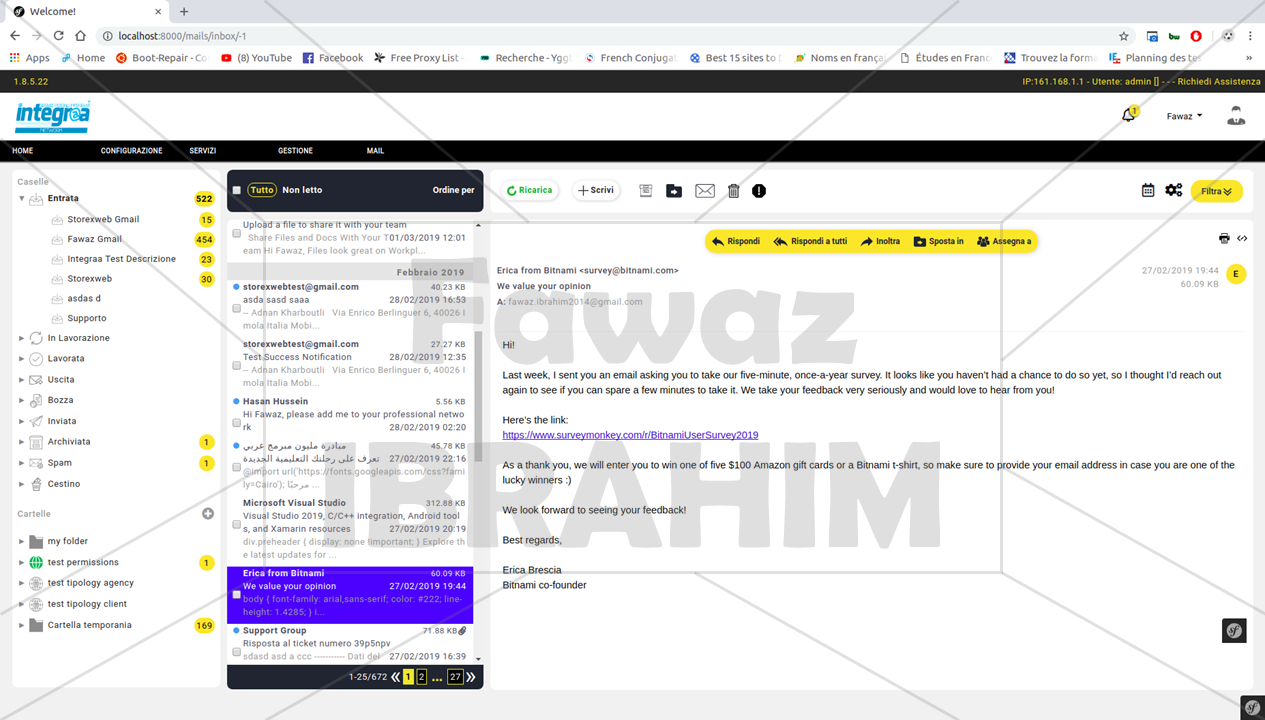 Welcome!
localhost:8000/mails/inbox/-1
Apps
Home
Boot-Repair - Co
(8) YouTube
Facebook
Free Proxy List -
Recherche - Yggt
French Conjugat
Best 15 sites to D
Noms en françai
Études en Franc
Trouvez la forma
Planning des tes
»
1.8.5.22
IP:161.168.1.1 - Utente: admin [] - - - Richiedi Assistenza
integraa
NETWORK
1
Fawaz
HOME
CONFIGURAZIONE
SERVIZI
GESTIONE
MAIL
Caselle
Entrata 522
Storexweb Gmail 15
Fawaz Gmail 454
Integraa Test Descrizione 23
Storexweb 30
asdas d
Supporto
In Lavorazione
Lavorata
Uscita
Bozza
Inviata
Archiviata 1
Spam 1
Cestino
Cartelle
my folder
test permissions 1
test tipology agency
test tipology client
Cartella temporania 169
Tutto Non letto Ordine per
Upload a file to share it with your team
Share Files and Docs With Your T 01/03/2019 12:01
eam Hi Fawaz, Files look great on Workpl...
Febbraio 2019
storexwebtest@gmail.com 40.23 KB
asda sasd saaa 28/02/2019 16:53
-- Adnan Kharboutli Via Enrico Berlinguer 6, 40026 I
mola Italia Mobi...
storexwebtest@gmail.com 27.27 KB
Test Success Notification 28/02/2019 12:35
-- Adnan Kharboutli Via Enrico Berlinguer 6, 40026 I
mola Italia Mobi...
Hasan Hussein 5.56 KB
Hi Fawaz, please add me to your professional netwo
rk 28/02/2019 02:20
مبادرة مليون مبرمج عربي 45.78 KB
تعرف على رحلتك التعليمية الجديدة 27/02/2019 22:16
@import url('https://fonts.googleapis.com/css?fami
ly=Cairo'); مرحبًا ...
Microsoft Visual Studio 312.88 KB
Visual Studio 2019, C/C++ integration, Android tool
s, and Xamarin resources 27/02/2019 20:19
div.preheader { display: none !important; } Explore th
e latest updates for ...
Erica from Bitnami 60.09 KB
We value your opinion 27/02/2019 19:44
body { font-family: arial,sans-serif; color: #222; line-
height: 1.4285; } i...
Support Group 71.88 KB
Risposta al ticket numero 39p5npv
sdasd asd a ccc ----------- Dati del 27/02/2019 16:39
1-25/672 « 1 2 ... 27 »
Ricarica
Scrivi
Filtra
Rispondi
Rispondi a tutti
Inoltra
Sposta in
Assegna a
Erica from Bitnami <survey@bitnami.com>
We value your opinion
A: fawaz.ibrahim2014@gmail.com
27/02/2019 19:44
60.09 KB
E
Hi!
Last week, I sent you an email asking you to take our five-minute, once-a-year survey. It looks like you haven't had a chance to do so yet, so I thought I'd reach out
again to see if you can spare a few minutes to take it. We take your feedback very seriously and would love to hear from you!
Here's the link:
https://www.surveymonkey.com/r/BitnamiUserSurvey2019
As a thank you, we will enter you to win one of five $100 Amazon gift cards or a Bitnami t-shirt, so make sure to provide your email address in case you are one of the
lucky winners :)
We look forward to seeing your feedback!
Best regards,
Erica Brescia
Bitnami co-founder
Fawaz
IBRAHIM